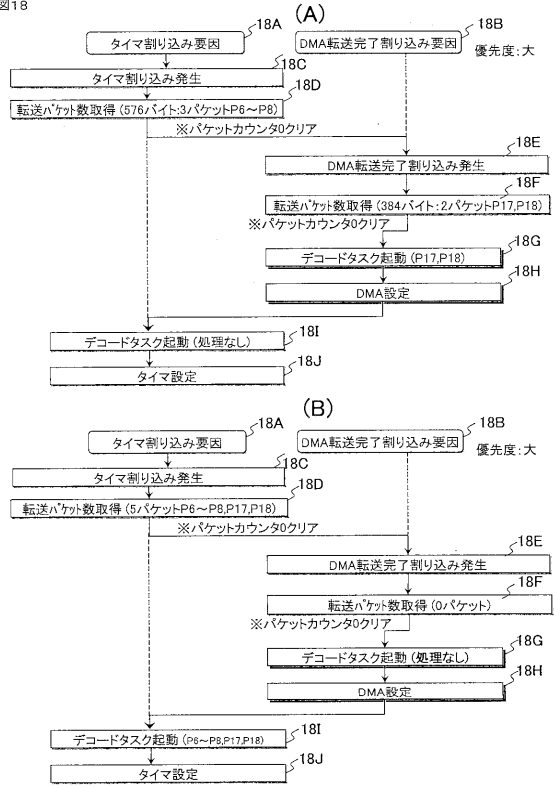 図18
(A)
18A
タイマ割り込み要因
18B
DMA転送完了割り込み要因
優先度:大
18C
タイマ割り込み発生
18D
転送パケット数取得(576バイト:3パケットP6～P8)
※パケットカウンタ0クリア
18E
DMA転送完了割り込み発生
18F
転送パケット数取得(384バイト:2パケットP17,P18)
※パケットカウンタ0クリア
18G
デコードタスク起動(P17,P18)
18H
DMA設定
18I
デコードタスク起動(処理なし)
18J
タイマ設定
(B)
18A
タイマ割り込み要因
18B
DMA転送完了割り込み要因
優先度:大
18C
タイマ割り込み発生
18D
転送パケット数取得(5パケットP6～P8,P17,P18)
※パケットカウンタ0クリア
18E
DMA転送完了割り込み発生
18F
転送パケット数取得(0パケット)
※パケットカウンタ0クリア
18G
デコードタスク起動(処理なし)
18H
DMA設定
18I
デコードタスク起動(P6～P8,P17,P18)
18J
タイマ設定